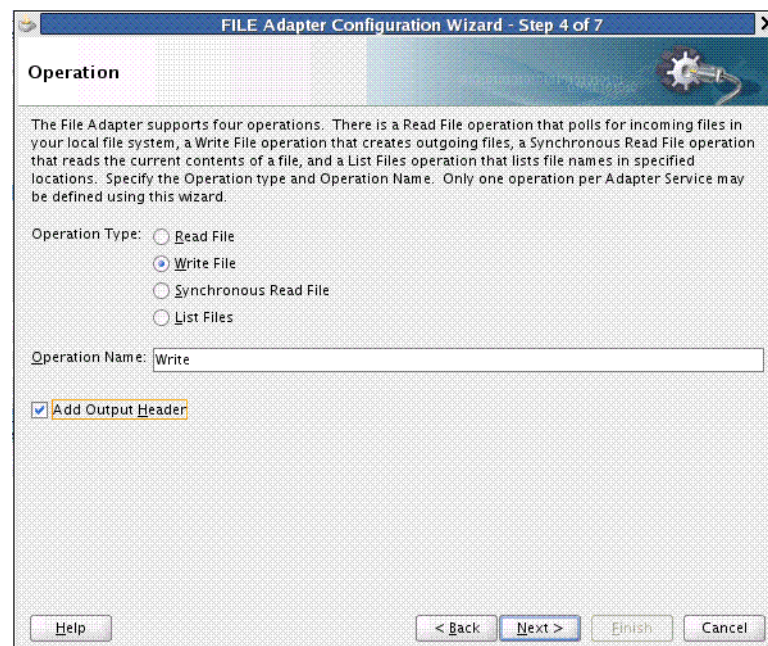 FILE Adapter Configuration Wizard - Step 4 of 7
Operation
The File Adapter supports four operations. There is a Read File operation that polls for incoming files in
your local file system, a Write File operation that creates outgoing files, a Synchronous Read File operation
that reads the current contents of a file, and a List Files operation that lists file names in specified
locations. Specify the Operation type and Operation Name. Only one operation per Adapter Service may
be defined using this wizard.
Operation Type: Read File
Write File
Synchronous Read File
List Files
Operation Name: Write
Add Output Header
Help < Back Next > Finish Cancel